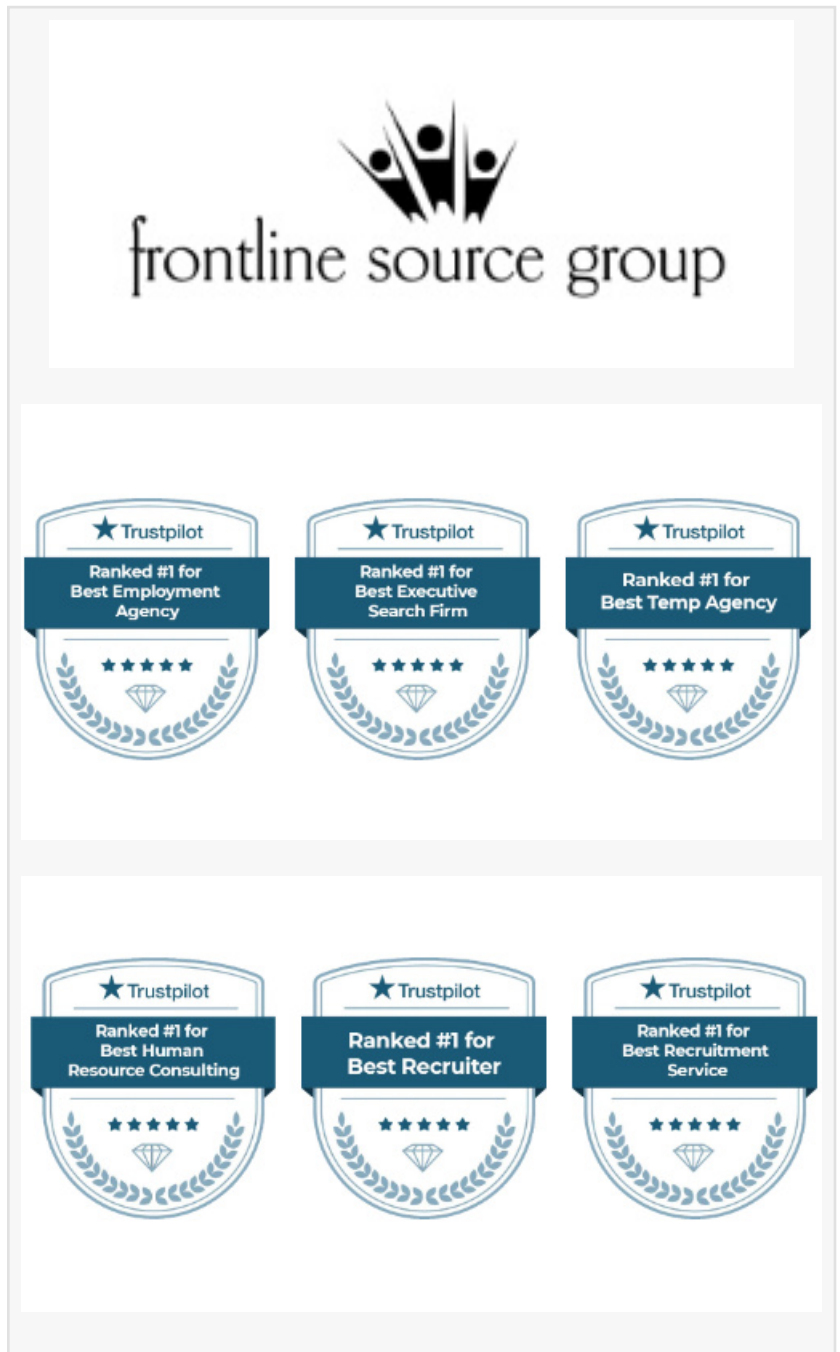 frontline source group
Trustpilot
Ranked #1 for
Best Employment
Agency
Trustpilot
Ranked #1 for
Best Executive
Search Firm
Trustpilot
Ranked #1 for
Best Temp Agency
Trustpilot
Ranked #1 for
Best Human
Resource Consulting
Trustpilot
Ranked #1 for
Best Recruiter
Trustpilot
Ranked #1 for
Best Recruitment
Service